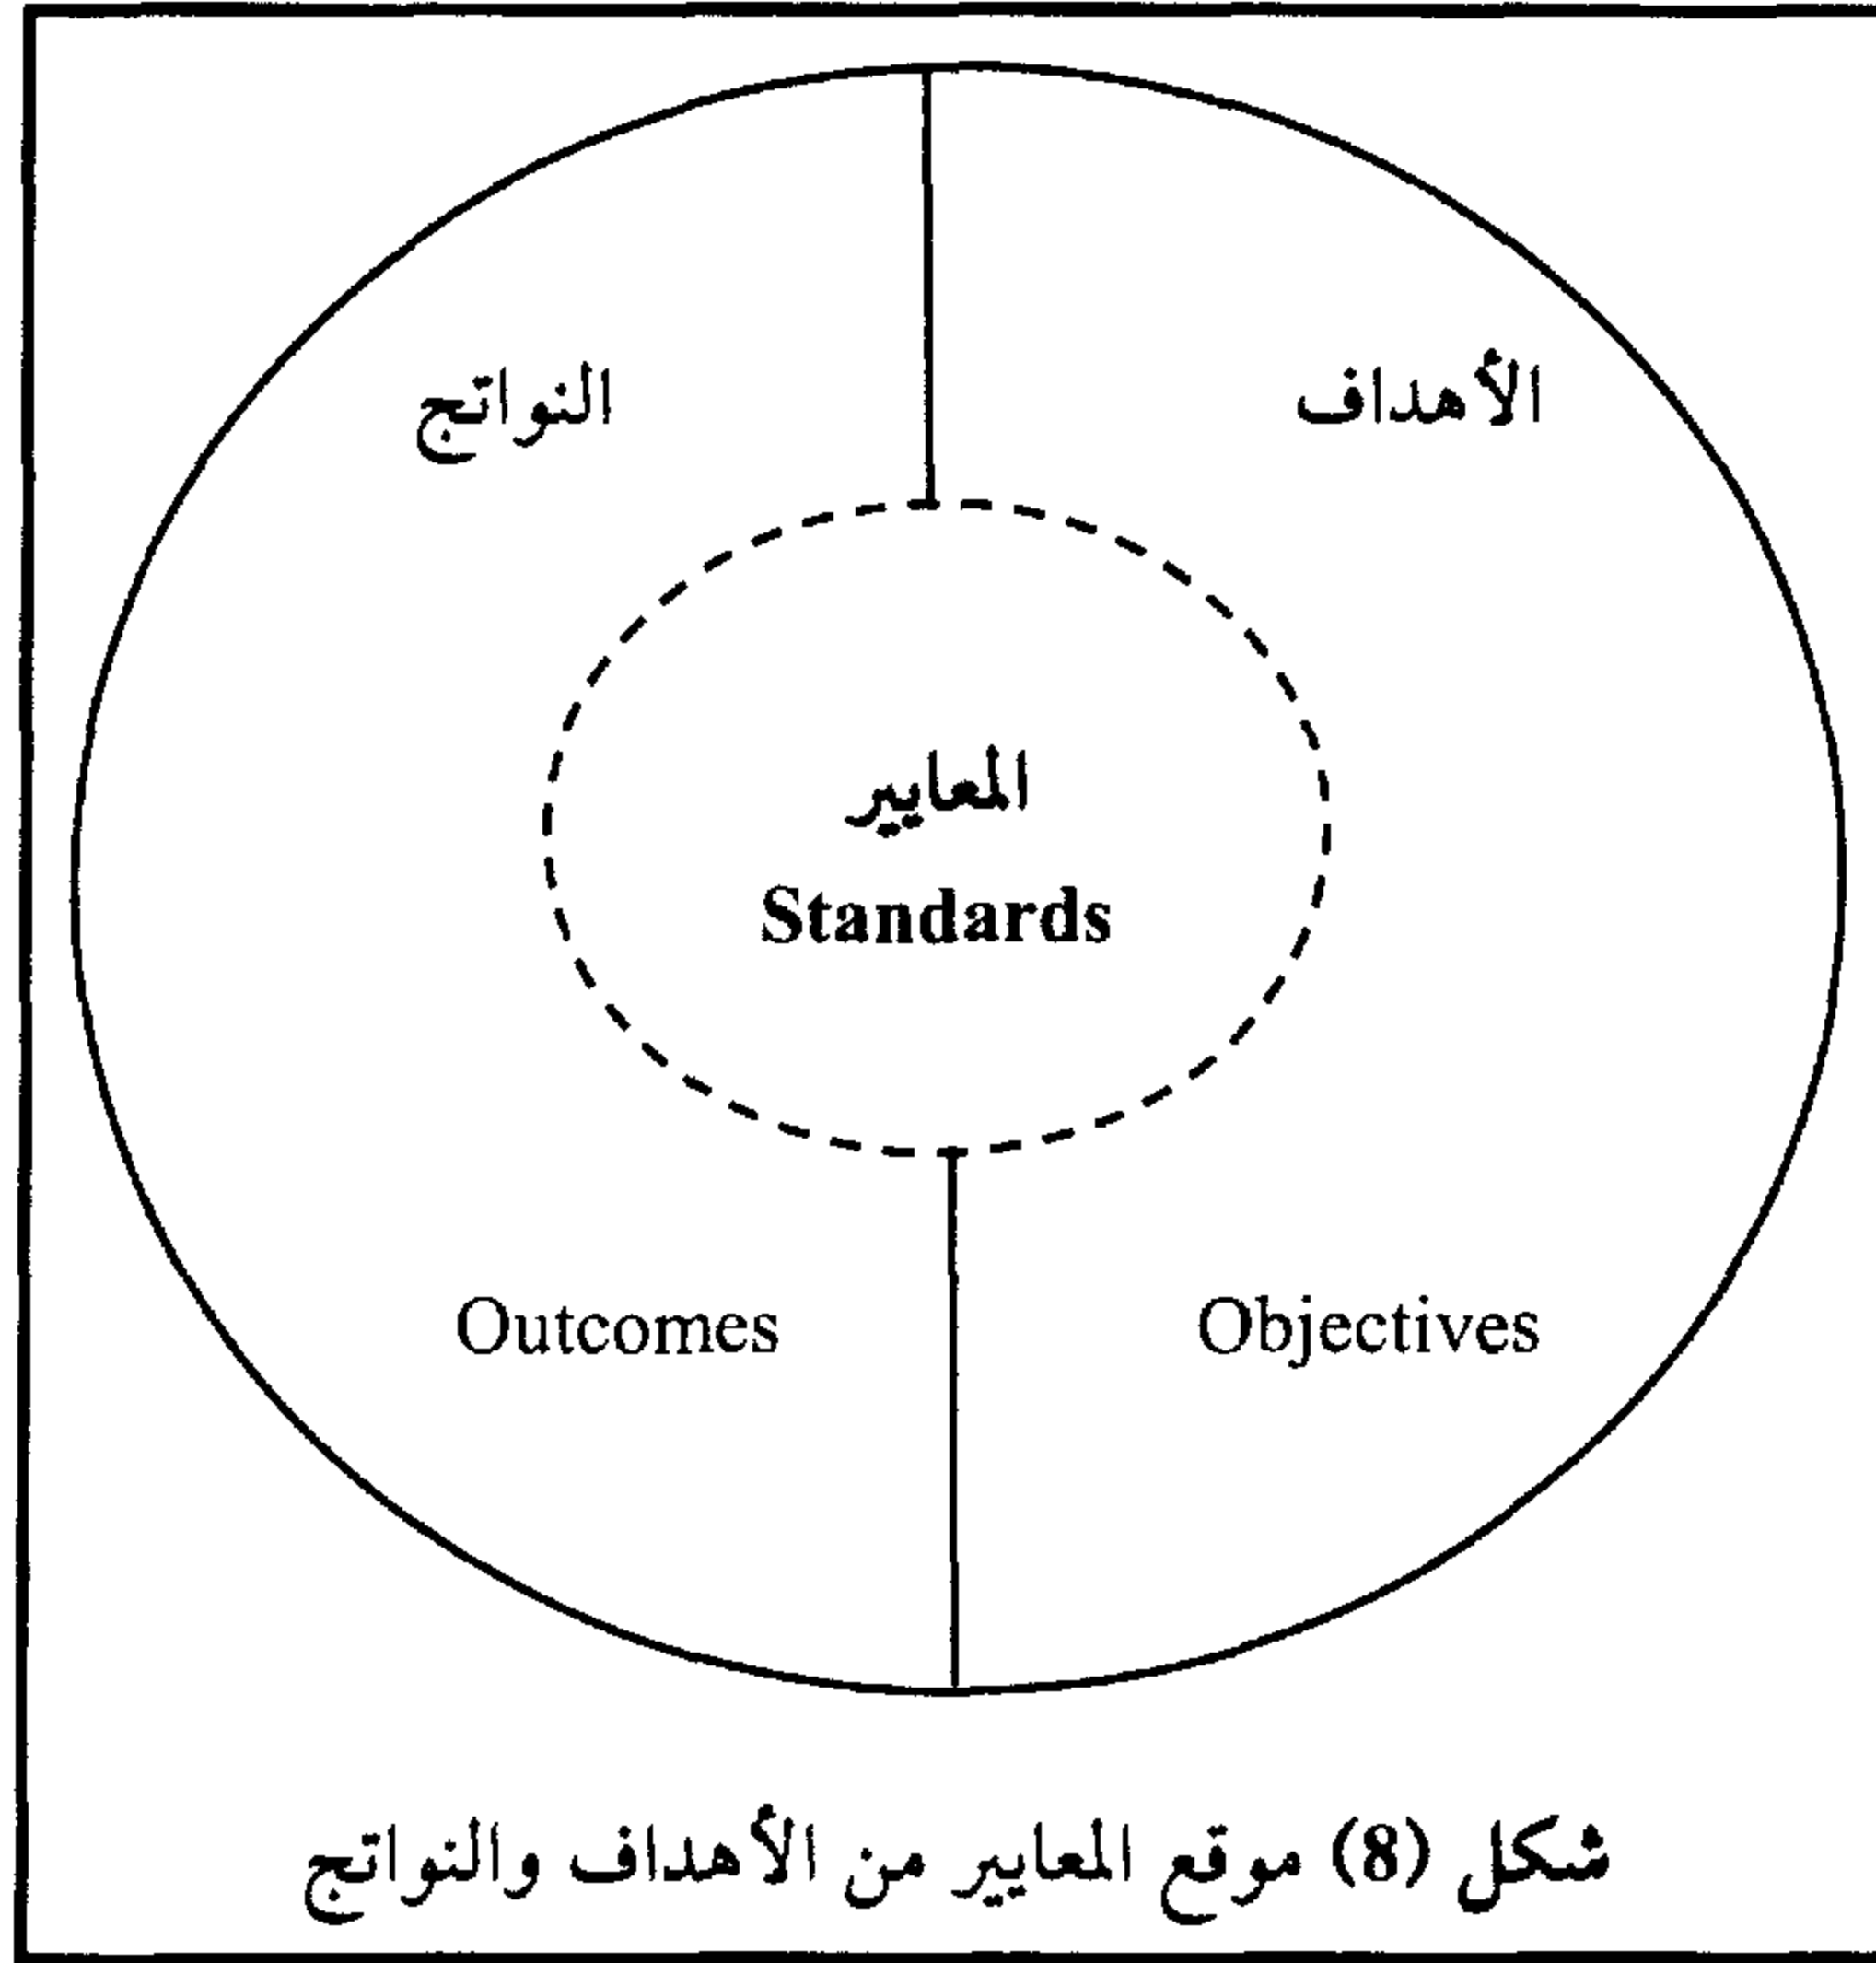 الأهداف
النواتج
المعايير
Standards
Outcomes
Objectives
شكل (8) موقع المعايير من الأهداف والنواتج